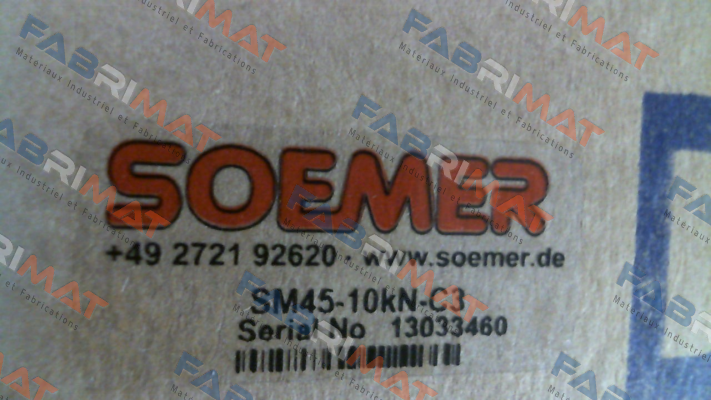 SOEMER
+49 2721 92620 · www.soemer.de
SM45-10kN-C3
Serial No 13033460
FABRIMAT
Materiaux Industriel et Fabrications